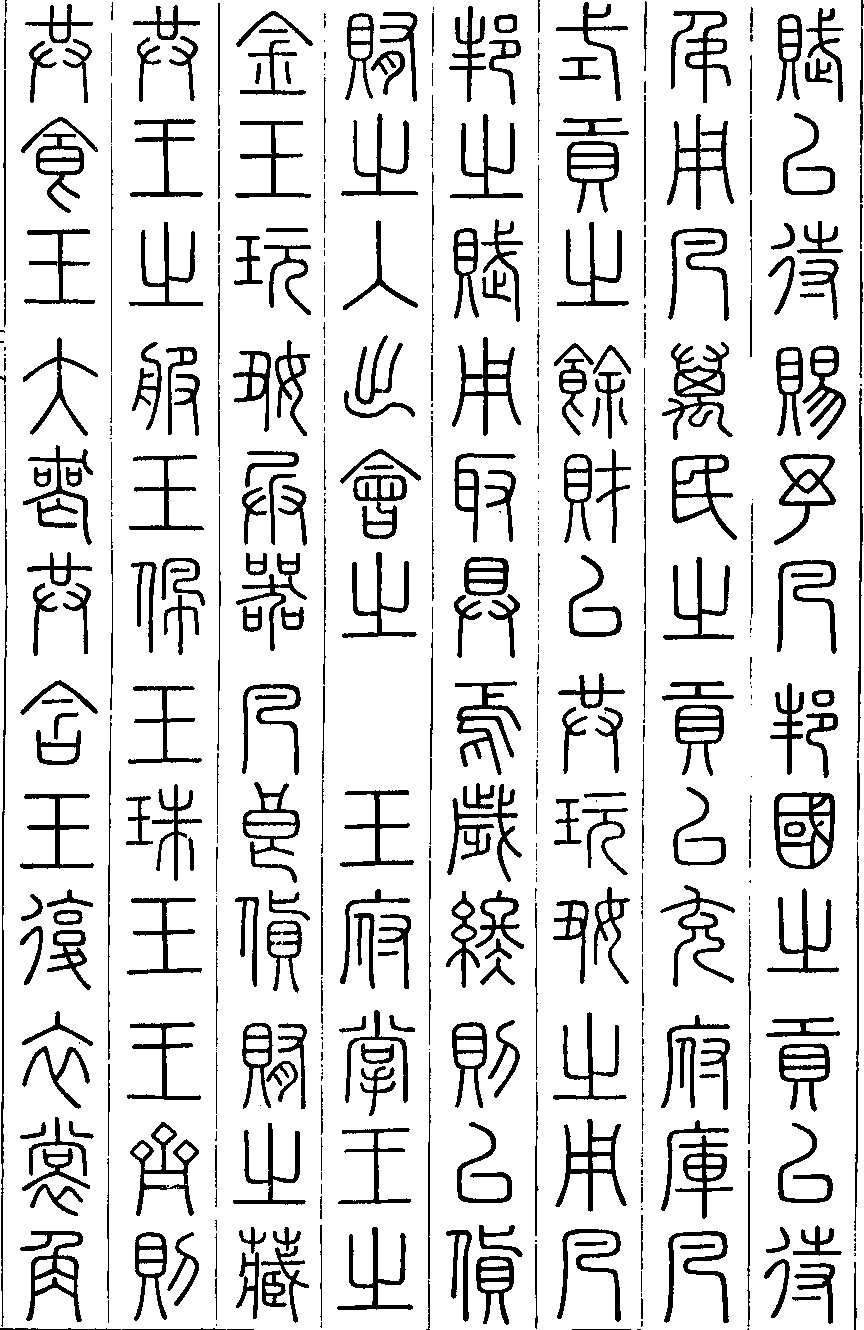 賦以待賜予凡邦國之貢以待
弔用凡萬民之貢以充府庫凡
式貢之餘財以共玩好之用凡
邦之賦用取具焉歲終則以貨
賄之入出會之　玉府掌王之
金玉玩好兵器凡良貨賄之藏
共王之服玉佩玉珠玉王齊則
共食玉大喪共含玉復衣裳角